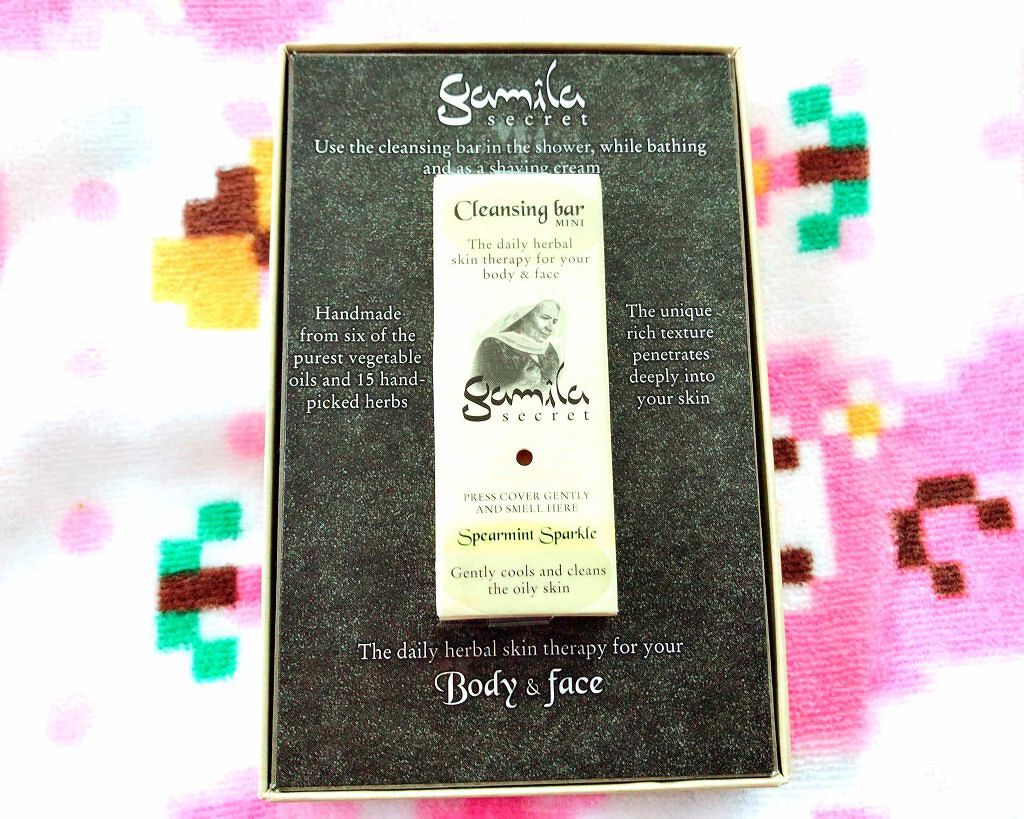 gamila
secret
Use the cleansing bar in the shower, while bathing
and as a shaving cream
Cleansing bar
MINI
The daily herbal
skin therapy for your
body & face
Handmade
from six of the
purest vegetable
oils and 15 hand-
picked herbs
The unique
rich texture
penetrates
deeply into
your skin
gamila
secret
PRESS COVER GENTLY
AND SMELL HERE
Spearmint Sparkle
Gently cools and cleans
the oily skin
The daily herbal skin therapy for your
Body & face